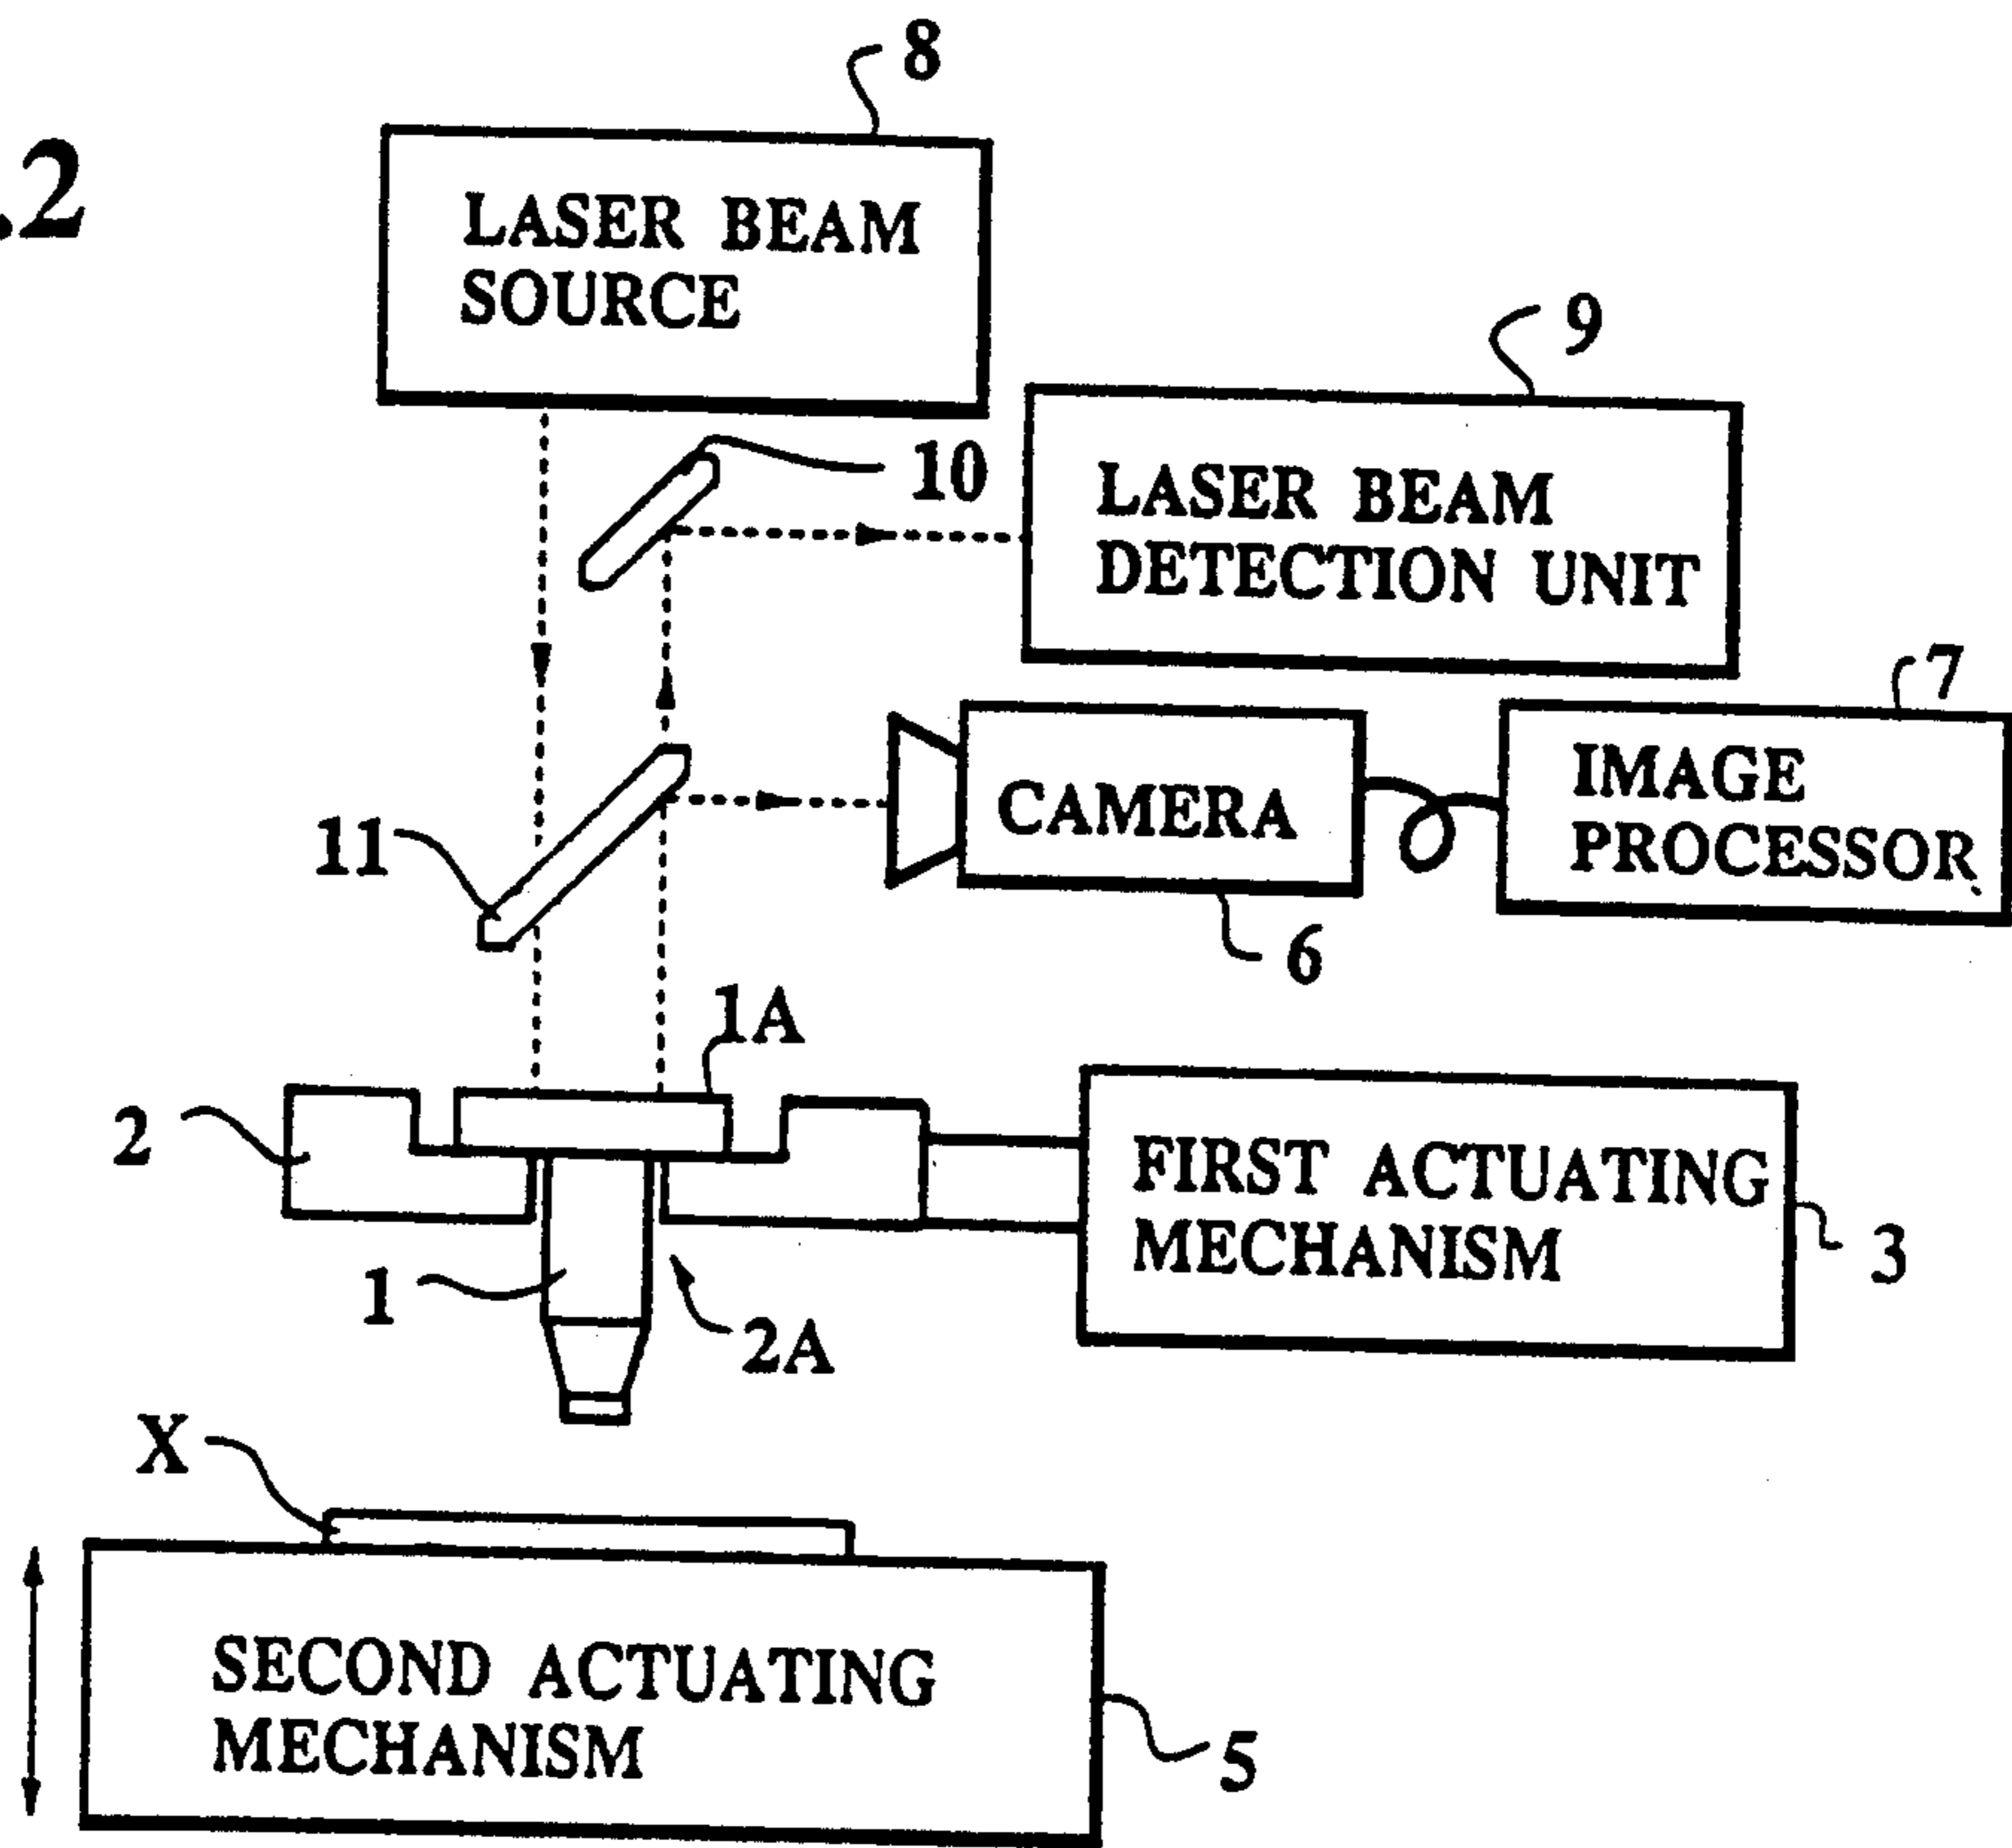 .2
8
LASER BEAM
SOURCE
9
10
LASER BEAM
DETECTION UNIT
7
IMAGE
PROCESSOR
CAMERA
11
6
1A
2
FIRST ACTUATING
MECHANISM
3
1
2A
X
SECOND ACTUATING
MECHANISM
5